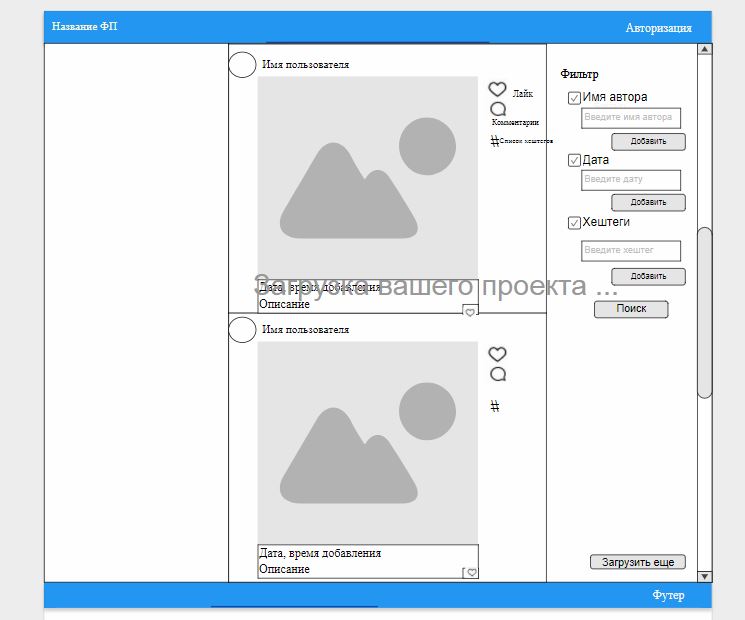 Название ФП
Авторизация
Имя пользователя
Лайк
Комментарии
#Список хештегов
Дата, время добавления
Описание
Загрузка вашего проекта ...
Имя пользователя
#
Дата, время добавления
Описание
Фильтр
Имя автора
Введите имя автора
Добавить
Дата
Введите дату
Добавить
Хештеги
Введите хештег
Добавить
Поиск
Загрузить еще
Футер